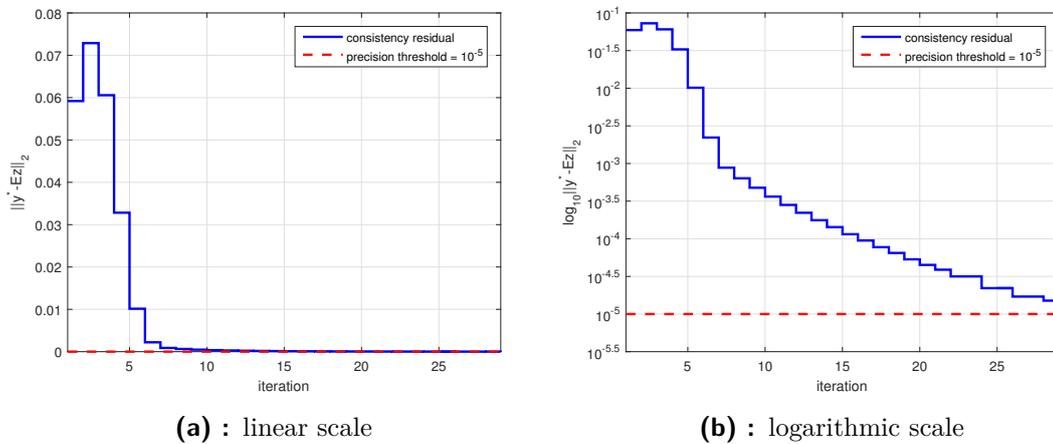 0.08
0.07
0.06
0.05
0.04
0.03
0.02
0.01
0
||y*-Ez||₂
consistency residual
precision threshold = 10⁻⁵
5
10
15
20
25
iteration
(a) : linear scale
10⁻¹
10⁻¹·⁵
10⁻²
10⁻²·⁵
10⁻³
10⁻³·⁵
10⁻⁴
10⁻⁴·⁵
10⁻⁵
10⁻⁵·⁵
log₁₀||y*-Ez||₂
consistency residual
precision threshold = 10⁻⁵
5
10
15
20
25
iteration
(b) : logarithmic scale